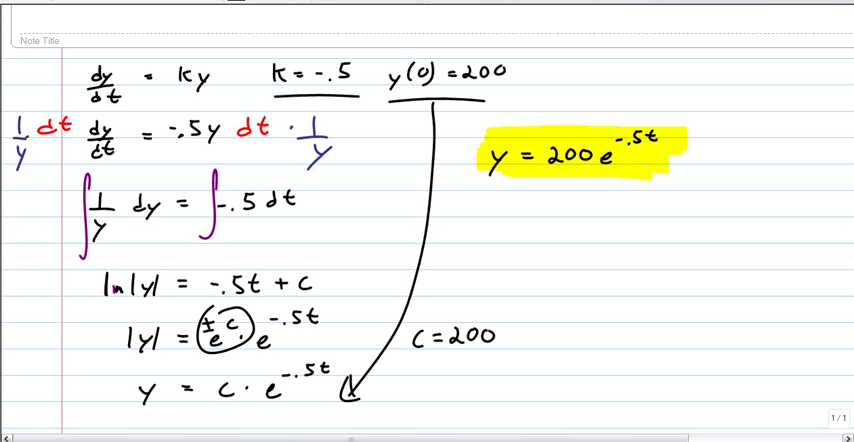 Note Title
dy/dt = ky   k = -.5   y(0) = 200
1/y dt dy/dt = -.5y dt · 1/y
y = 200 e^-.5t
∫ 1/y dy = ∫ -.5 dt
ln|y| = -.5t + c
|y| = e^±c · e^-.5t
c = 200
y = c · e^-.5t
1/1